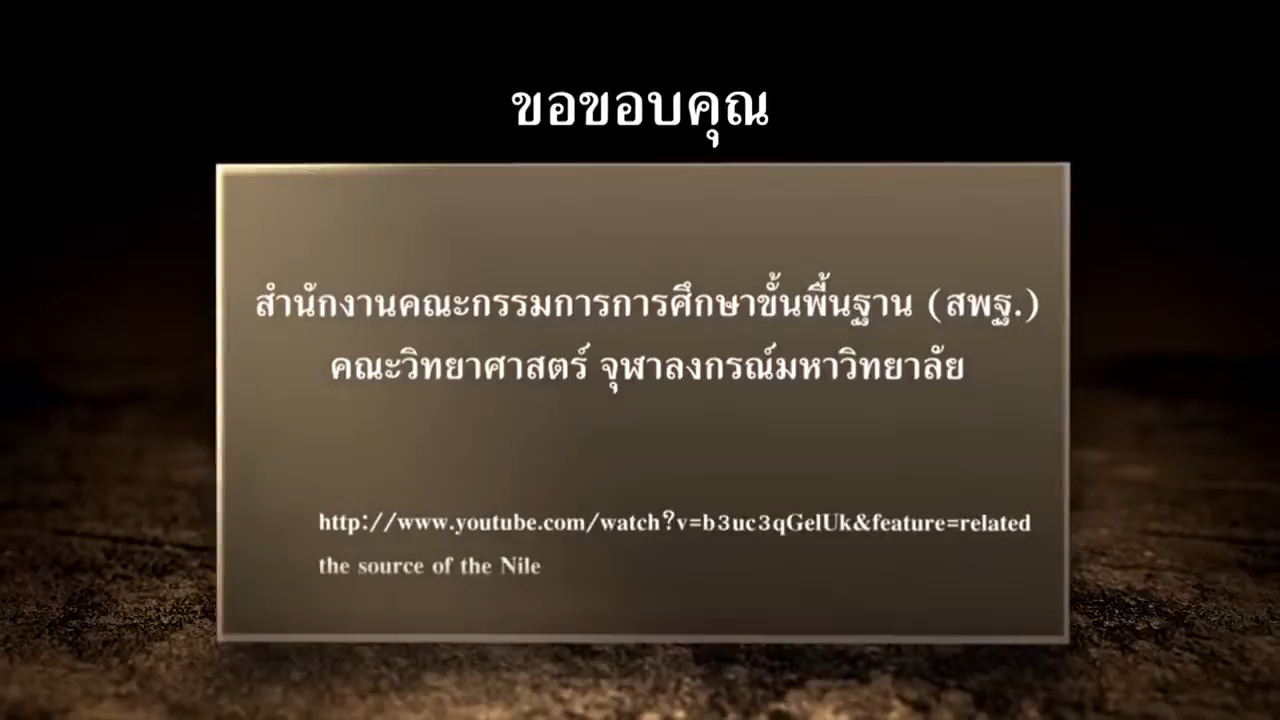 ขอขอบคุณ
สำนักงานคณะกรรมการการศึกษาขั้นพื้นฐาน (สพฐ.)
คณะวิทยาศาสตร์ จุฬาลงกรณ์มหาวิทยาลัย
http://www.youtube.com/watch?v=b3uc3qGelUk&feature=related
the source of the Nile